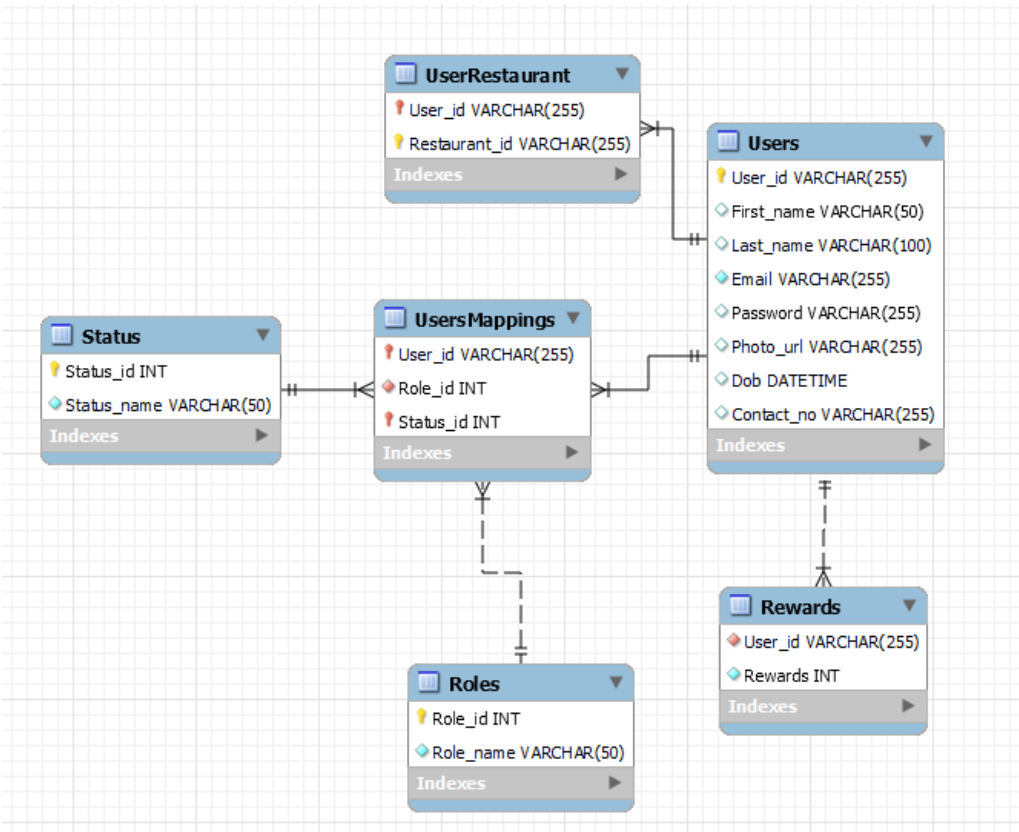 UserRestaurant
User_id VARCHAR(255)
Restaurant_id VARCHAR(255)
Indexes
Users
User_id VARCHAR(255)
First_name VARCHAR(50)
Last_name VARCHAR(100)
Email VARCHAR(255)
Password VARCHAR(255)
Photo_url VARCHAR(255)
Dob DATETIME
Contact_no VARCHAR(255)
Indexes
Status
Status_id INT
Status_name VARCHAR(50)
Indexes
UsersMappings
User_id VARCHAR(255)
Role_id INT
Status_id INT
Indexes
Rewards
User_id VARCHAR(255)
Rewards INT
Indexes
Roles
Role_id INT
Role_name VARCHAR(50)
Indexes